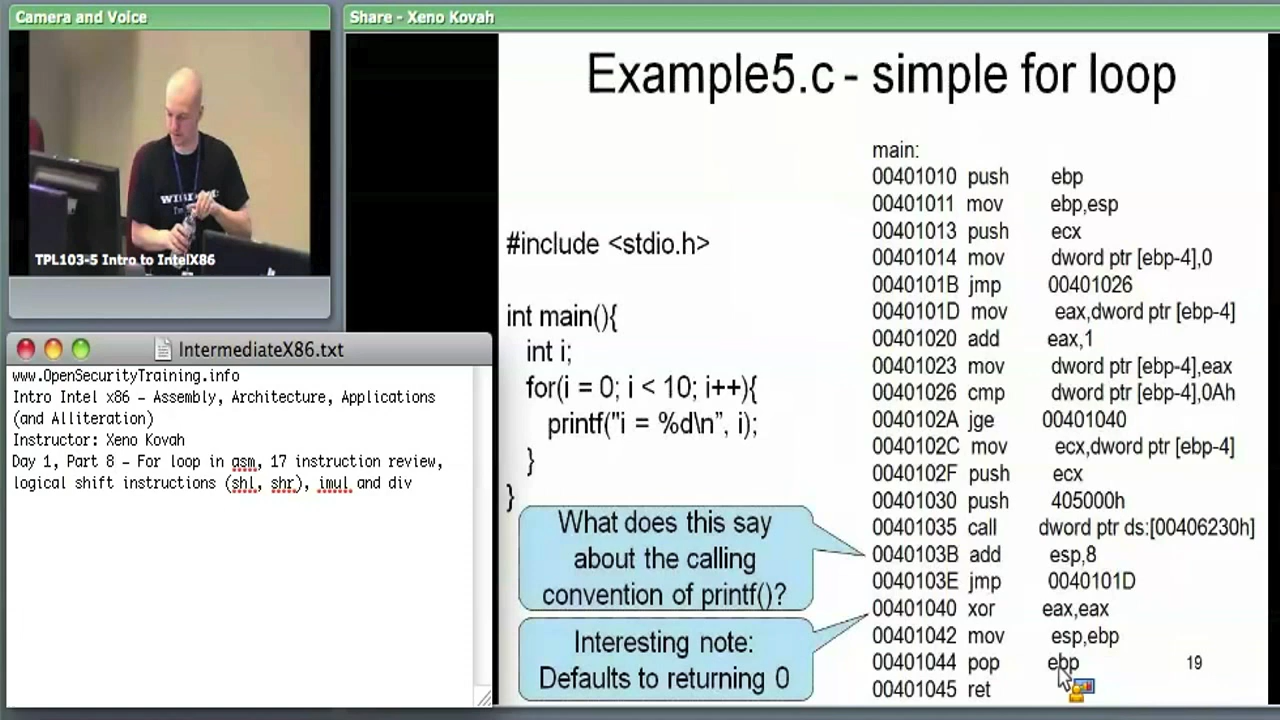 Camera and Voice
TPL103-5 Intro to IntelX86
IntermediateX86.txt
www.OpenSecurityTraining.info
Intro Intel x86 – Assembly, Architecture, Applications
(and Alliteration)
Instructor: Xeno Kovah
Day 1, Part 8 – For loop in asm, 17 instruction review,
logical shift instructions (shl, shr), imul and div
Share - Xeno Kovah
Example5.c - simple for loop
#include <stdio.h>
int main(){
int i;
for(i = 0; i < 10; i++){
printf("i = %d\n", i);
}
}
What does this say
about the calling
convention of printf()?
Interesting note:
Defaults to returning 0
main:
00401010 push ebp
00401011 mov ebp,esp
00401013 push ecx
00401014 mov dword ptr [ebp-4],0
0040101B jmp 00401026
0040101D mov eax,dword ptr [ebp-4]
00401020 add eax,1
00401023 mov dword ptr [ebp-4],eax
00401026 cmp dword ptr [ebp-4],0Ah
0040102A jge 00401040
0040102C mov ecx,dword ptr [ebp-4]
0040102F push ecx
00401030 push 405000h
00401035 call dword ptr ds:[00406230h]
0040103B add esp,8
0040103E jmp 0040101D
00401040 xor eax,eax
00401042 mov esp,ebp
00401044 pop ebp
00401045 ret
19